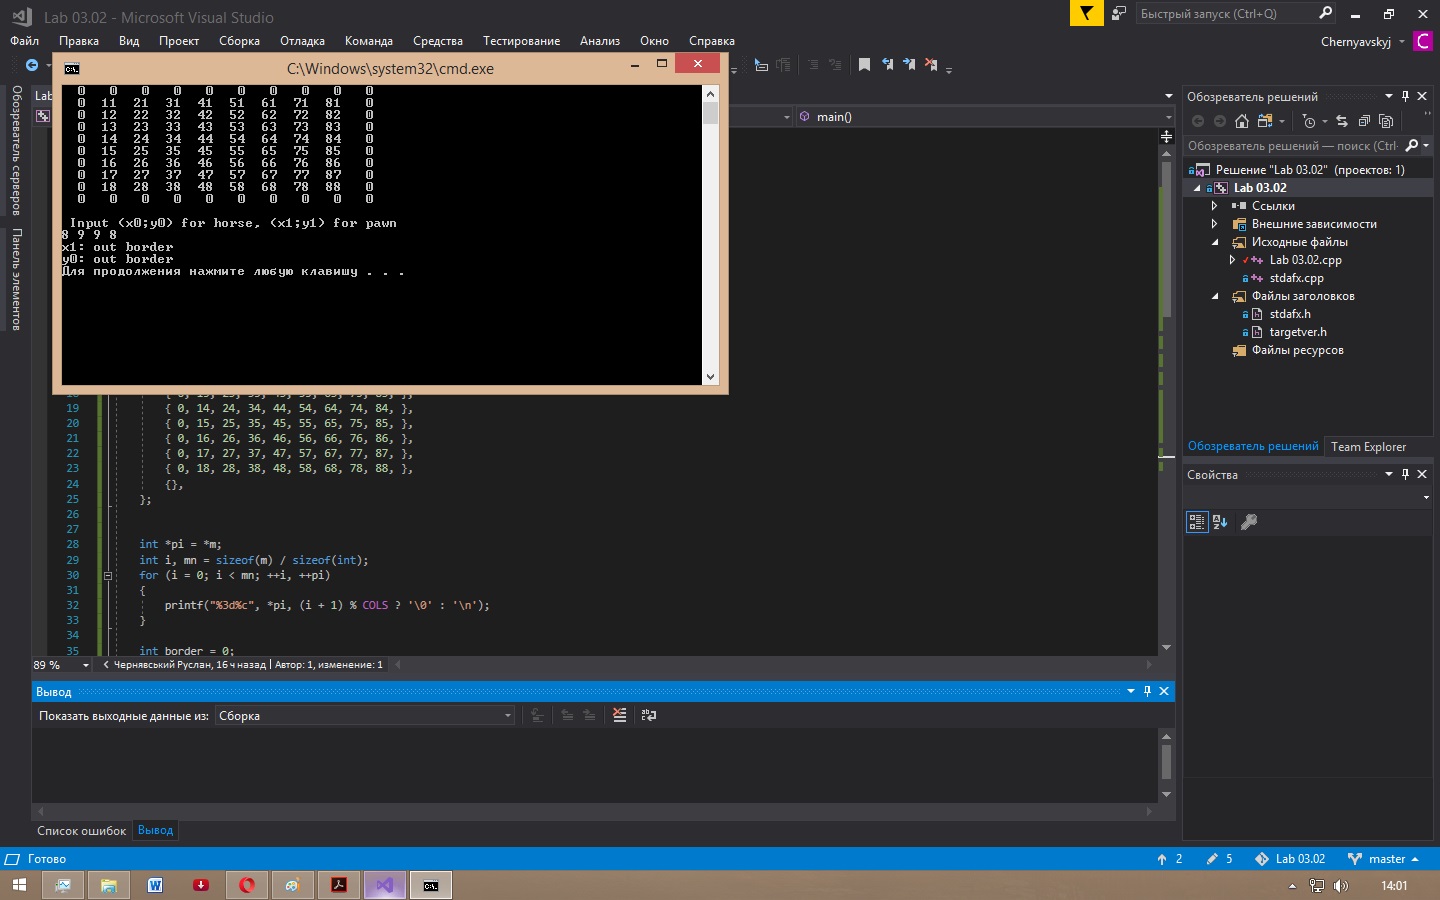 Lab 03.02 - Microsoft Visual Studio
Быстрый запуск (Ctrl+Q)
Файл Правка Вид Проект Сборка Отладка Команда Средства Тестирование Анализ Окно Справка
Chernyavskyj C
C:\Windows\system32\cmd.exe
0 0 0 0 0 0 0 0 0 0
0 11 21 31 41 51 61 71 81 0
0 12 22 32 42 52 62 72 82 0
0 13 23 33 43 53 63 73 83 0
0 14 24 34 44 54 64 74 84 0
0 15 25 35 45 55 65 75 85 0
0 16 26 36 46 56 66 76 86 0
0 17 27 37 47 57 67 77 87 0
0 18 28 38 48 58 68 78 88 0
0 0 0 0 0 0 0 0 0 0
Input (x0;y0) for horse, (x1;y1) for pawn
8 9 9 8
x1: out border
y0: out border
Для продолжения нажмите любую клавишу . . .
Обозреватель серверов
Панель элементов
Lab
main()
19 { 0, 14, 24, 34, 44, 54, 64, 74, 84, },
20 { 0, 15, 25, 35, 45, 55, 65, 75, 85, },
21 { 0, 16, 26, 36, 46, 56, 66, 76, 86, },
22 { 0, 17, 27, 37, 47, 57, 67, 77, 87, },
23 { 0, 18, 28, 38, 48, 58, 68, 78, 88, },
24 {},
25 };
26
27
28 int *pi = *m;
29 int i, mn = sizeof(m) / sizeof(int);
30 for (i = 0; i < mn; ++i, ++pi)
31 {
32 printf("%3d%c", *pi, (i + 1) % COLS ? '\0' : '\n');
33 }
34
35 int border = 0;
89 % Чернявський Руслан, 16 ч назад | Автор: 1, изменение: 1
Вывод
Показать выходные данные из: Сборка
Список ошибок Вывод
Обозреватель решений
Обозреватель решений — поиск (Ctrl-
Решение "Lab 03.02" (проектов: 1)
Lab 03.02
Ссылки
Внешние зависимости
Исходные файлы
Lab 03.02.cpp
stdafx.cpp
Файлы заголовков
stdafx.h
targetver.h
Файлы ресурсов
Обозреватель решений Team Explorer
Свойства
Готово
2 5 Lab 03.02 master
14:01